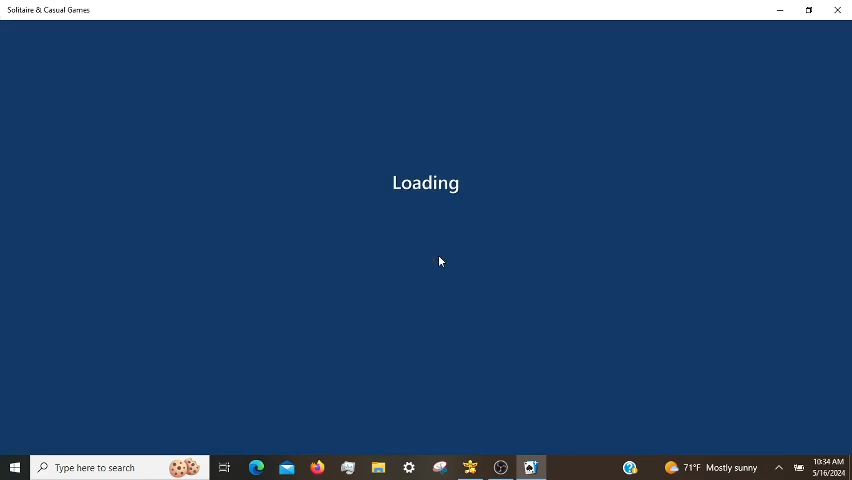 Solitaire & Casual Games
Loading
Type here to search
71°F Mostly sunny
10:34 AM
5/16/2024